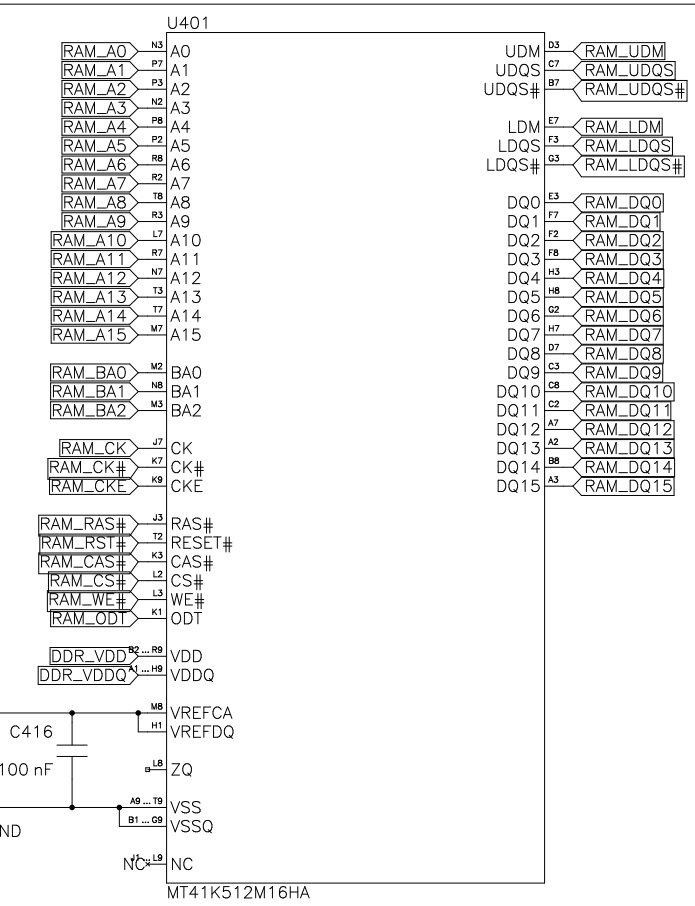 U401
RAM_A0 N3 A0 UDM D3 RAM_UDM
RAM_A1 P7 A1 UDQS C7 RAM_UDQS
RAM_A2 P3 A2 UDQS# B7 RAM_UDQS#
RAM_A3 N2 A3
RAM_A4 P8 A4 LDM E7 RAM_LDM
RAM_A5 P2 A5 LDQS F3 RAM_LDQS
RAM_A6 R8 A6 LDQS# G3 RAM_LDQS#
RAM_A7 R2 A7
RAM_A8 T8 A8 DQ0 E3 RAM_DQ0
RAM_A9 R3 A9 DQ1 F7 RAM_DQ1
RAM_A10 L7 A10 DQ2 F2 RAM_DQ2
RAM_A11 R7 A11 DQ3 F8 RAM_DQ3
RAM_A12 N7 A12 DQ4 H3 RAM_DQ4
RAM_A13 T3 A13 DQ5 H8 RAM_DQ5
RAM_A14 T7 A14 DQ6 G2 RAM_DQ6
RAM_A15 M7 A15 DQ7 H7 RAM_DQ7
DQ8 D7 RAM_DQ8
RAM_BA0 M2 BA0 DQ9 C3 RAM_DQ9
RAM_BA1 N8 BA1 DQ10 C8 RAM_DQ10
RAM_BA2 M3 BA2 DQ11 C2 RAM_DQ11
DQ12 A7 RAM_DQ12
RAM_CK J7 CK DQ13 A2 RAM_DQ13
RAM_CK# K7 CK# DQ14 B8 RAM_DQ14
RAM_CKE K9 CKE DQ15 A3 RAM_DQ15
RAM_RAS# J3 RAS#
RAM_RST# T2 RESET#
RAM_CAS# K3 CAS#
RAM_CS# L2 CS#
RAM_WE# L3 WE#
RAM_ODT K1 ODT
DDR_VDD B2 ... R9 VDD
DDR_VDDQ A1 ... H9 VDDQ
M8 VREFCA
C416 H1 VREFDQ
100 nF L8 ZQ
A9 ... T9 VSS
ND B1 ... G9 VSSQ
NC J1 ... L9 NC
MT41K512M16HA